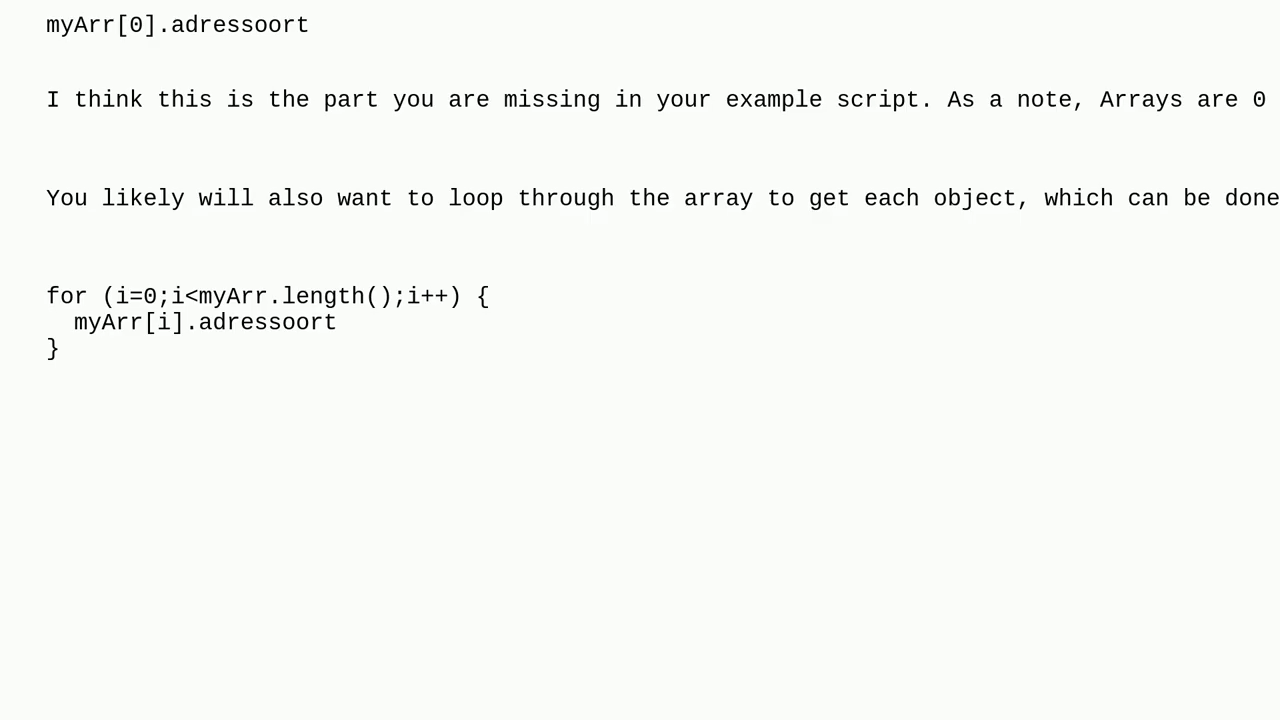 myArr[0].adressoort
I think this is the part you are missing in your example script. As a note, Arrays are 0
You likely will also want to loop through the array to get each object, which can be done
for (i=0;i<myArr.length();i++) {
  myArr[i].adressoort
}